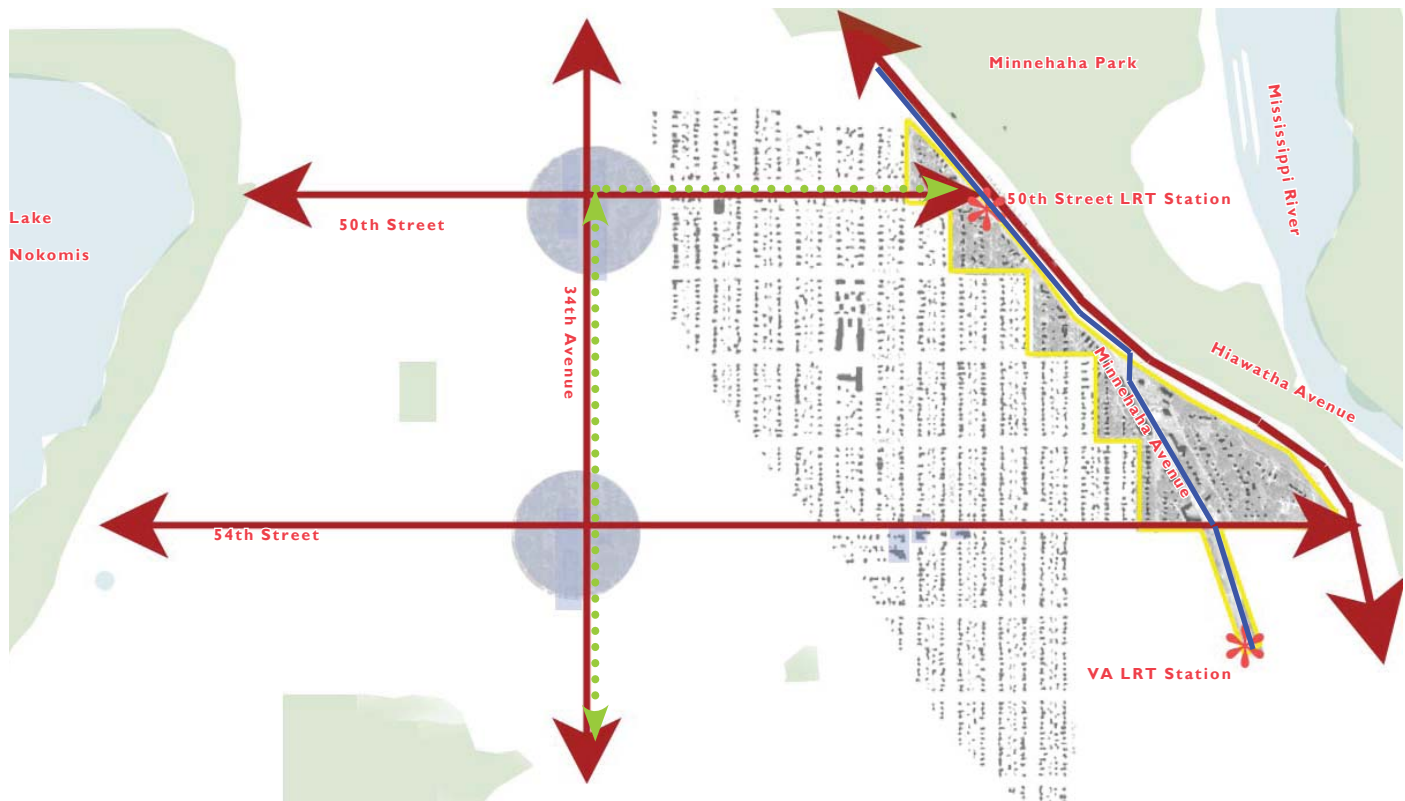 Minnehaha Park
Mississippi River
50th Street LRT Station
Lake
Nokomis
50th Street
34th Avenue
Hiawatha Avenue
Minnehaha Avenue
54th Street
VA LRT Station